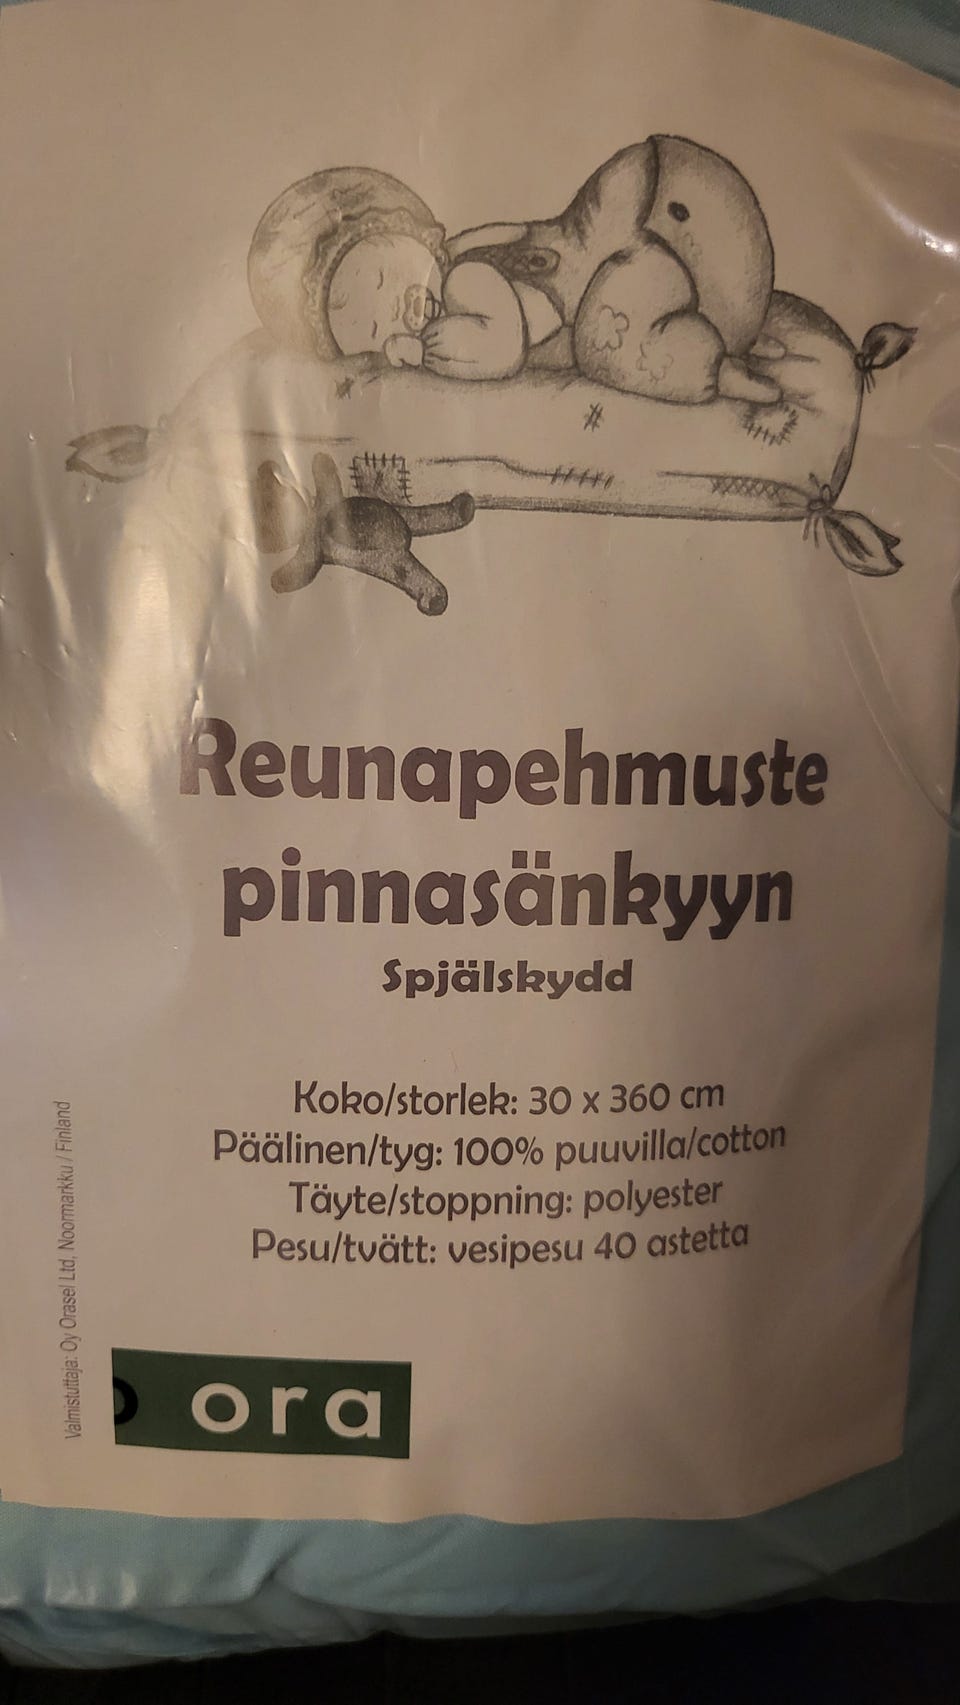 Reunapehmuste
pinnasänkyyn
Spjälskydd
Koko/storlek: 30 x 360 cm
Päälinen/tyg: 100% puuvilla/cotton
Täyte/stoppning: polyester
Pesu/tvätt: vesipesu 40 astetta
Valmistuttaja: Oy Orasel Ltd, Noormarkku / Finland
ora